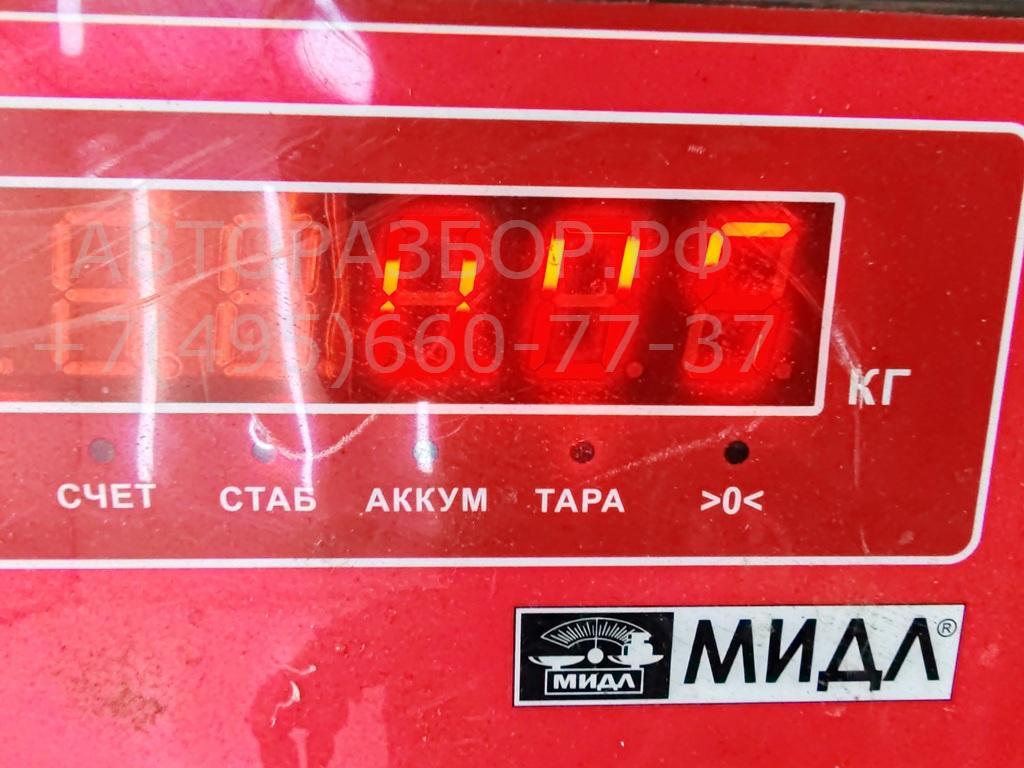 АВТОРАЗБОР.РФ
+7(495)660-77-37
КГ
СЧЕТ СТАБ АККУМ ТАРА >0<
МИДЛ МИДЛ®